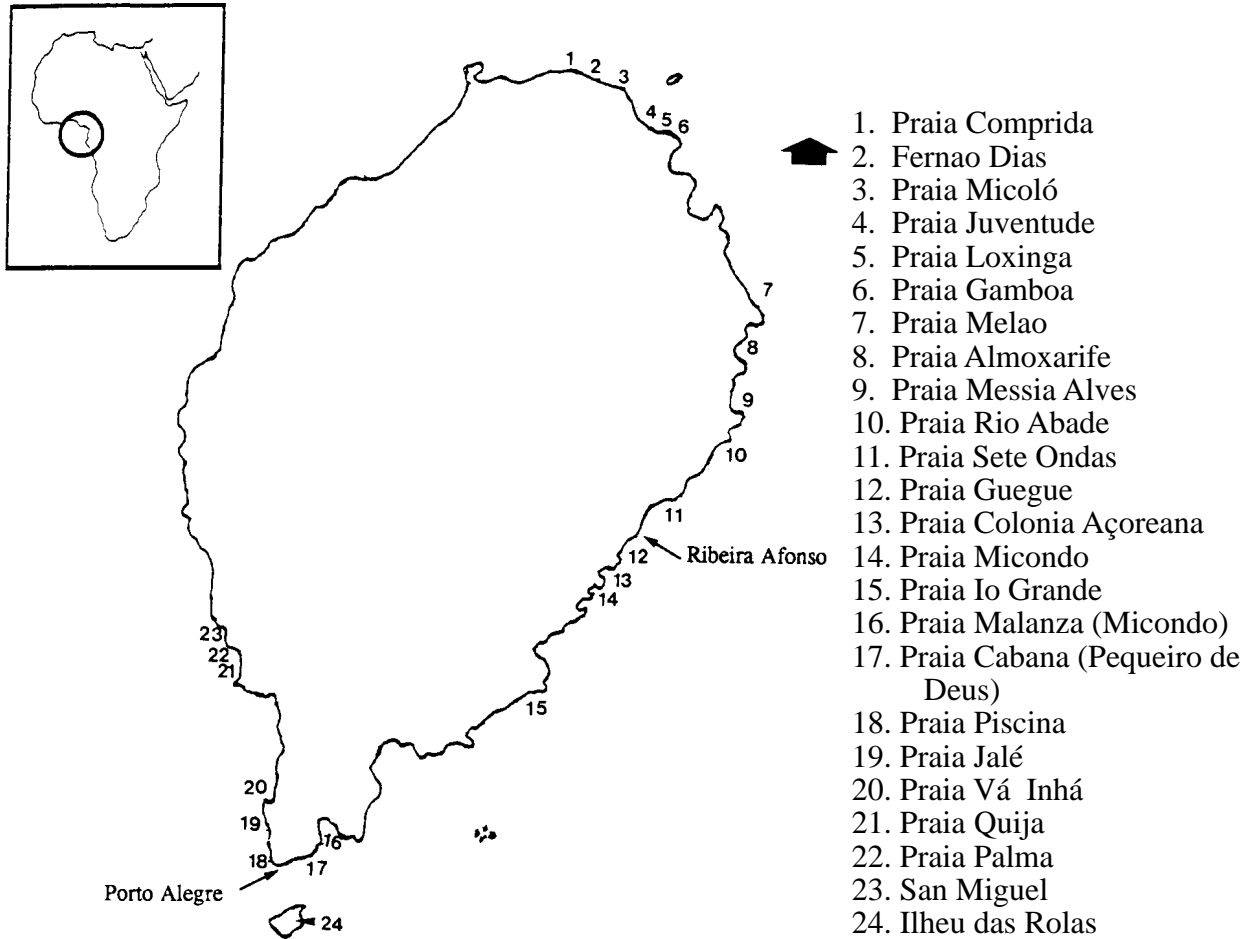 1
2
3
4 5 6
7
8
9
10
11
Ribeira Afonso
12
13
14
15
23
22
21
20
19
18
17
16
Porto Alegre
24
1. Praia Comprida
2. Fernao Dias
3. Praia Micoló
4. Praia Juventude
5. Praia Loxinga
6. Praia Gamboa
7. Praia Melao
8. Praia Almoxarife
9. Praia Messia Alves
10. Praia Rio Abade
11. Praia Sete Ondas
12. Praia Guegue
13. Praia Colonia Açoreana
14. Praia Micondo
15. Praia Io Grande
16. Praia Malanza (Micondo)
17. Praia Cabana (Pequeiro de
Deus)
18. Praia Piscina
19. Praia Jalé
20. Praia Vá Inhá
21. Praia Quija
22. Praia Palma
23. San Miguel
24. Ilheu das Rolas